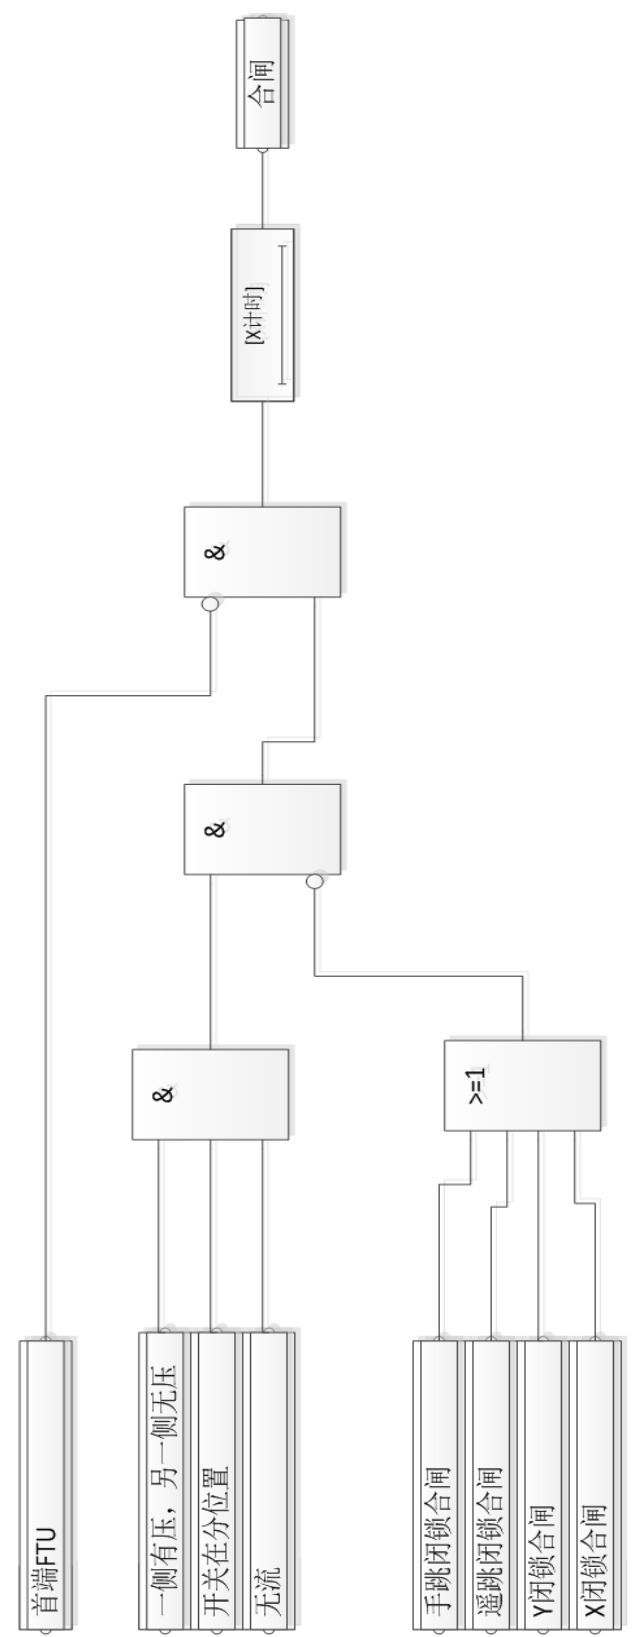 首端FTU
一侧有压，另一侧无压
开关在分位置
无流
手跳闭锁合闸
遥跳闭锁合闸
Y闭锁合闸
X闭锁合闸
&
>=1
&
&
[X计时]
合闸